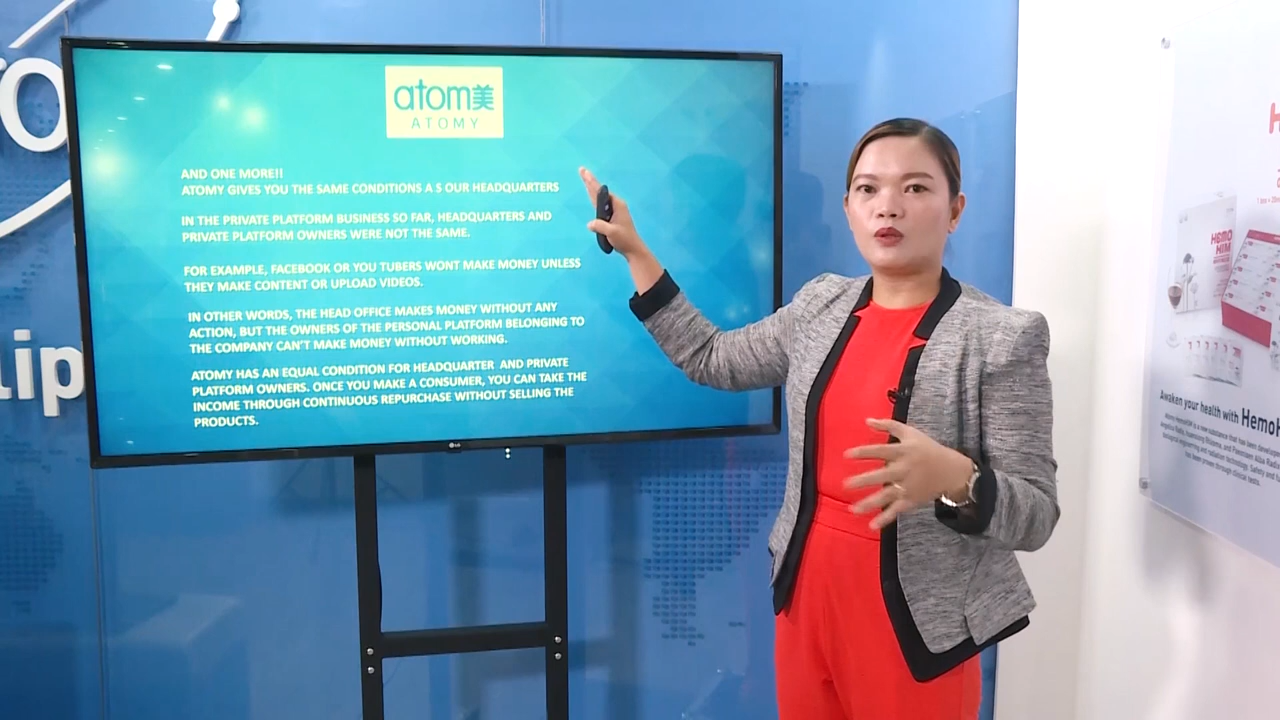 atom美
ATOMY
AND ONE MORE!!
ATOMY GIVES YOU THE SAME CONDITIONS A S OUR HEADQUARTERS
IN THE PRIVATE PLATFORM BUSINESS SO FAR, HEADQUARTERS AND
PRIVATE PLATFORM OWNERS WERE NOT THE SAME.
FOR EXAMPLE, FACEBOOK OR YOU TUBERS WONT MAKE MONEY UNLESS
THEY MAKE CONTENT OR UPLOAD VIDEOS.
IN OTHER WORDS, THE HEAD OFFICE MAKES MONEY WITHOUT ANY
ACTION, BUT THE OWNERS OF THE PERSONAL PLATFORM BELONGING TO
THE COMPANY CAN'T MAKE MONEY WITHOUT WORKING.
ATOMY HAS AN EQUAL CONDITION FOR HEADQUARTER AND PRIVATE
PLATFORM OWNERS. ONCE YOU MAKE A CONSUMER, YOU CAN TAKE THE
INCOME THROUGH CONTINUOUS REPURCHASE WITHOUT SELLING THE
PRODUCTS.
LG
lip
HEMO
HIM
Awaken your health with HemoH